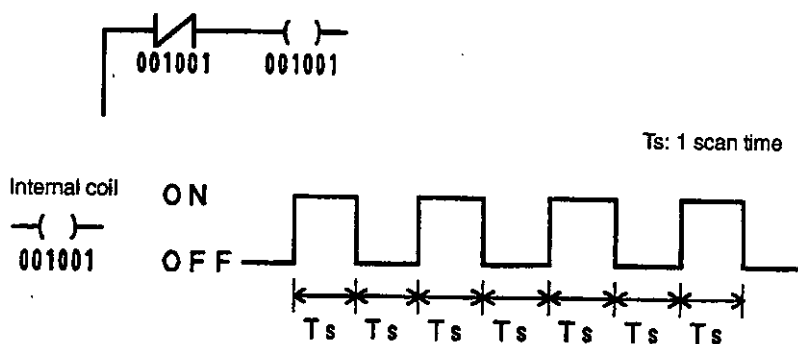 001001 001001
Ts: 1 scan time
Internal coil ON
001001 OFF
Ts Ts Ts Ts Ts Ts Ts